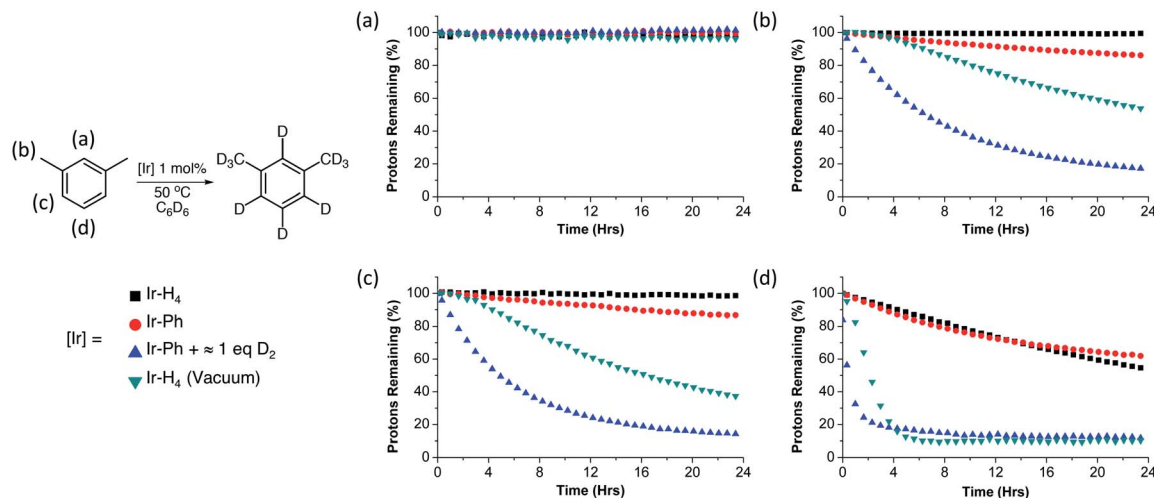 (a)
(b)
(a)
(b)
(c)
(d)
[Ir] 1 mol%
50 °C
C₆D₆
D
D₃C
CD₃
D
D
D
Protons Remaining (%)
100
80
60
40
20
0
0 4 8 12 16 20 24
Time (Hrs)
Protons Remaining (%)
100
80
60
40
20
0
0 4 8 12 16 20 24
Time (Hrs)
[Ir] =
Ir-H₄
Ir-Ph
Ir-Ph + ≈ 1 eq D₂
Ir-H₄ (Vacuum)
(c)
(d)
Protons Remaining (%)
100
80
60
40
20
0
0 4 8 12 16 20 24
Time (Hrs)
Protons Remaining (%)
100
80
60
40
20
0
0 4 8 12 16 20 24
Time (Hrs)